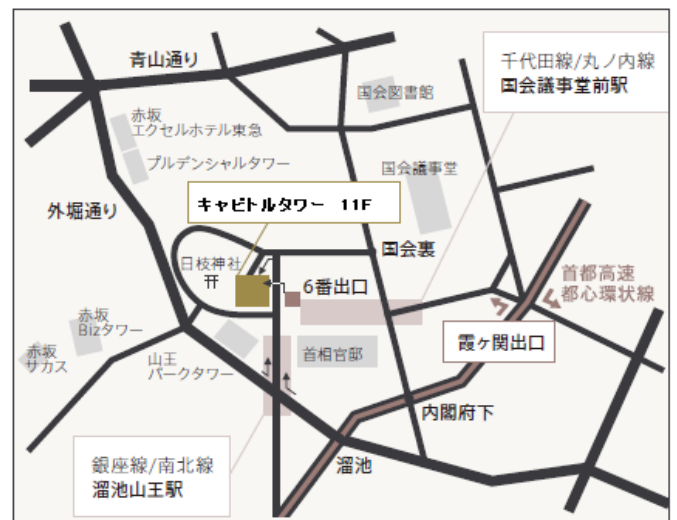 青山通り
千代田線/丸ノ内線
国会議事堂前駅
国会図書館
赤坂
エクセルホテル東急
プルデンシャルタワー
国会議事堂
キャピトルタワー 11F
外堀通り
国会裏
日枝神社
首都高速
都心環状線
6番出口
赤坂
Bizタワー
霞ヶ関出口
赤坂
サカス
山王
パークタワー
首相官邸
内閣府下
銀座線/南北線
溜池山王駅
溜池